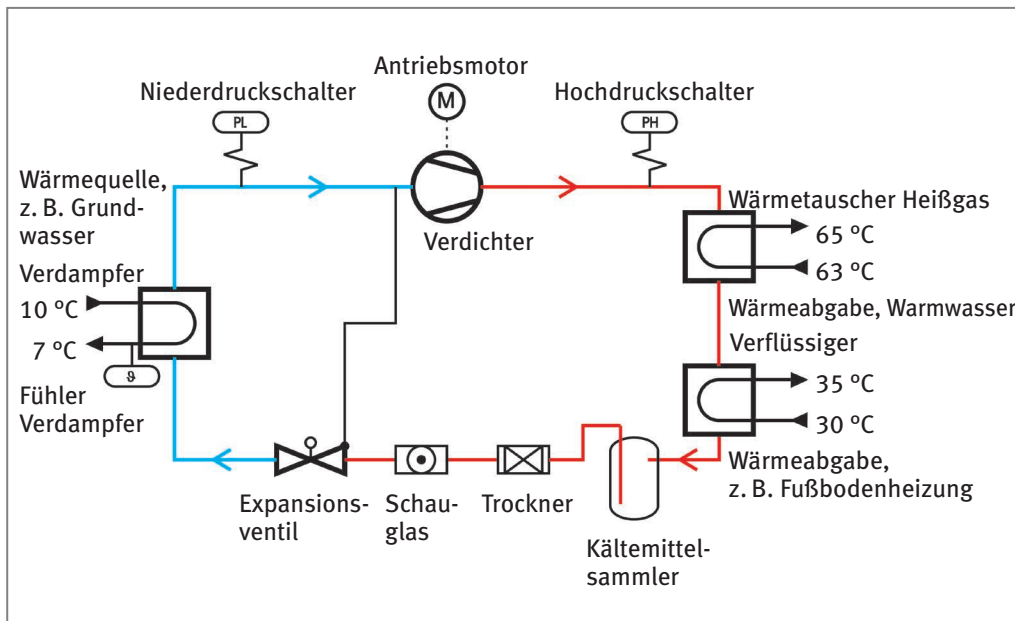 Antriebsmotor
M
Niederdruckschalter
PL
Hochdruckschalter
PH
Wärmequelle,
z. B. Grund-
wasser
Verdichter
Wärmetauscher Heißgas
65 °C
63 °C
Wärmeabgabe, Warmwasser
Verdampfer
10 °C
7 °C
ϑ
Fühler
Verdampfer
Verflüssiger
35 °C
30 °C
Wärmeabgabe,
z. B. Fußbodenheizung
Expansions-
ventil
Schau-
glas
Trockner
Kältemittel-
sammler